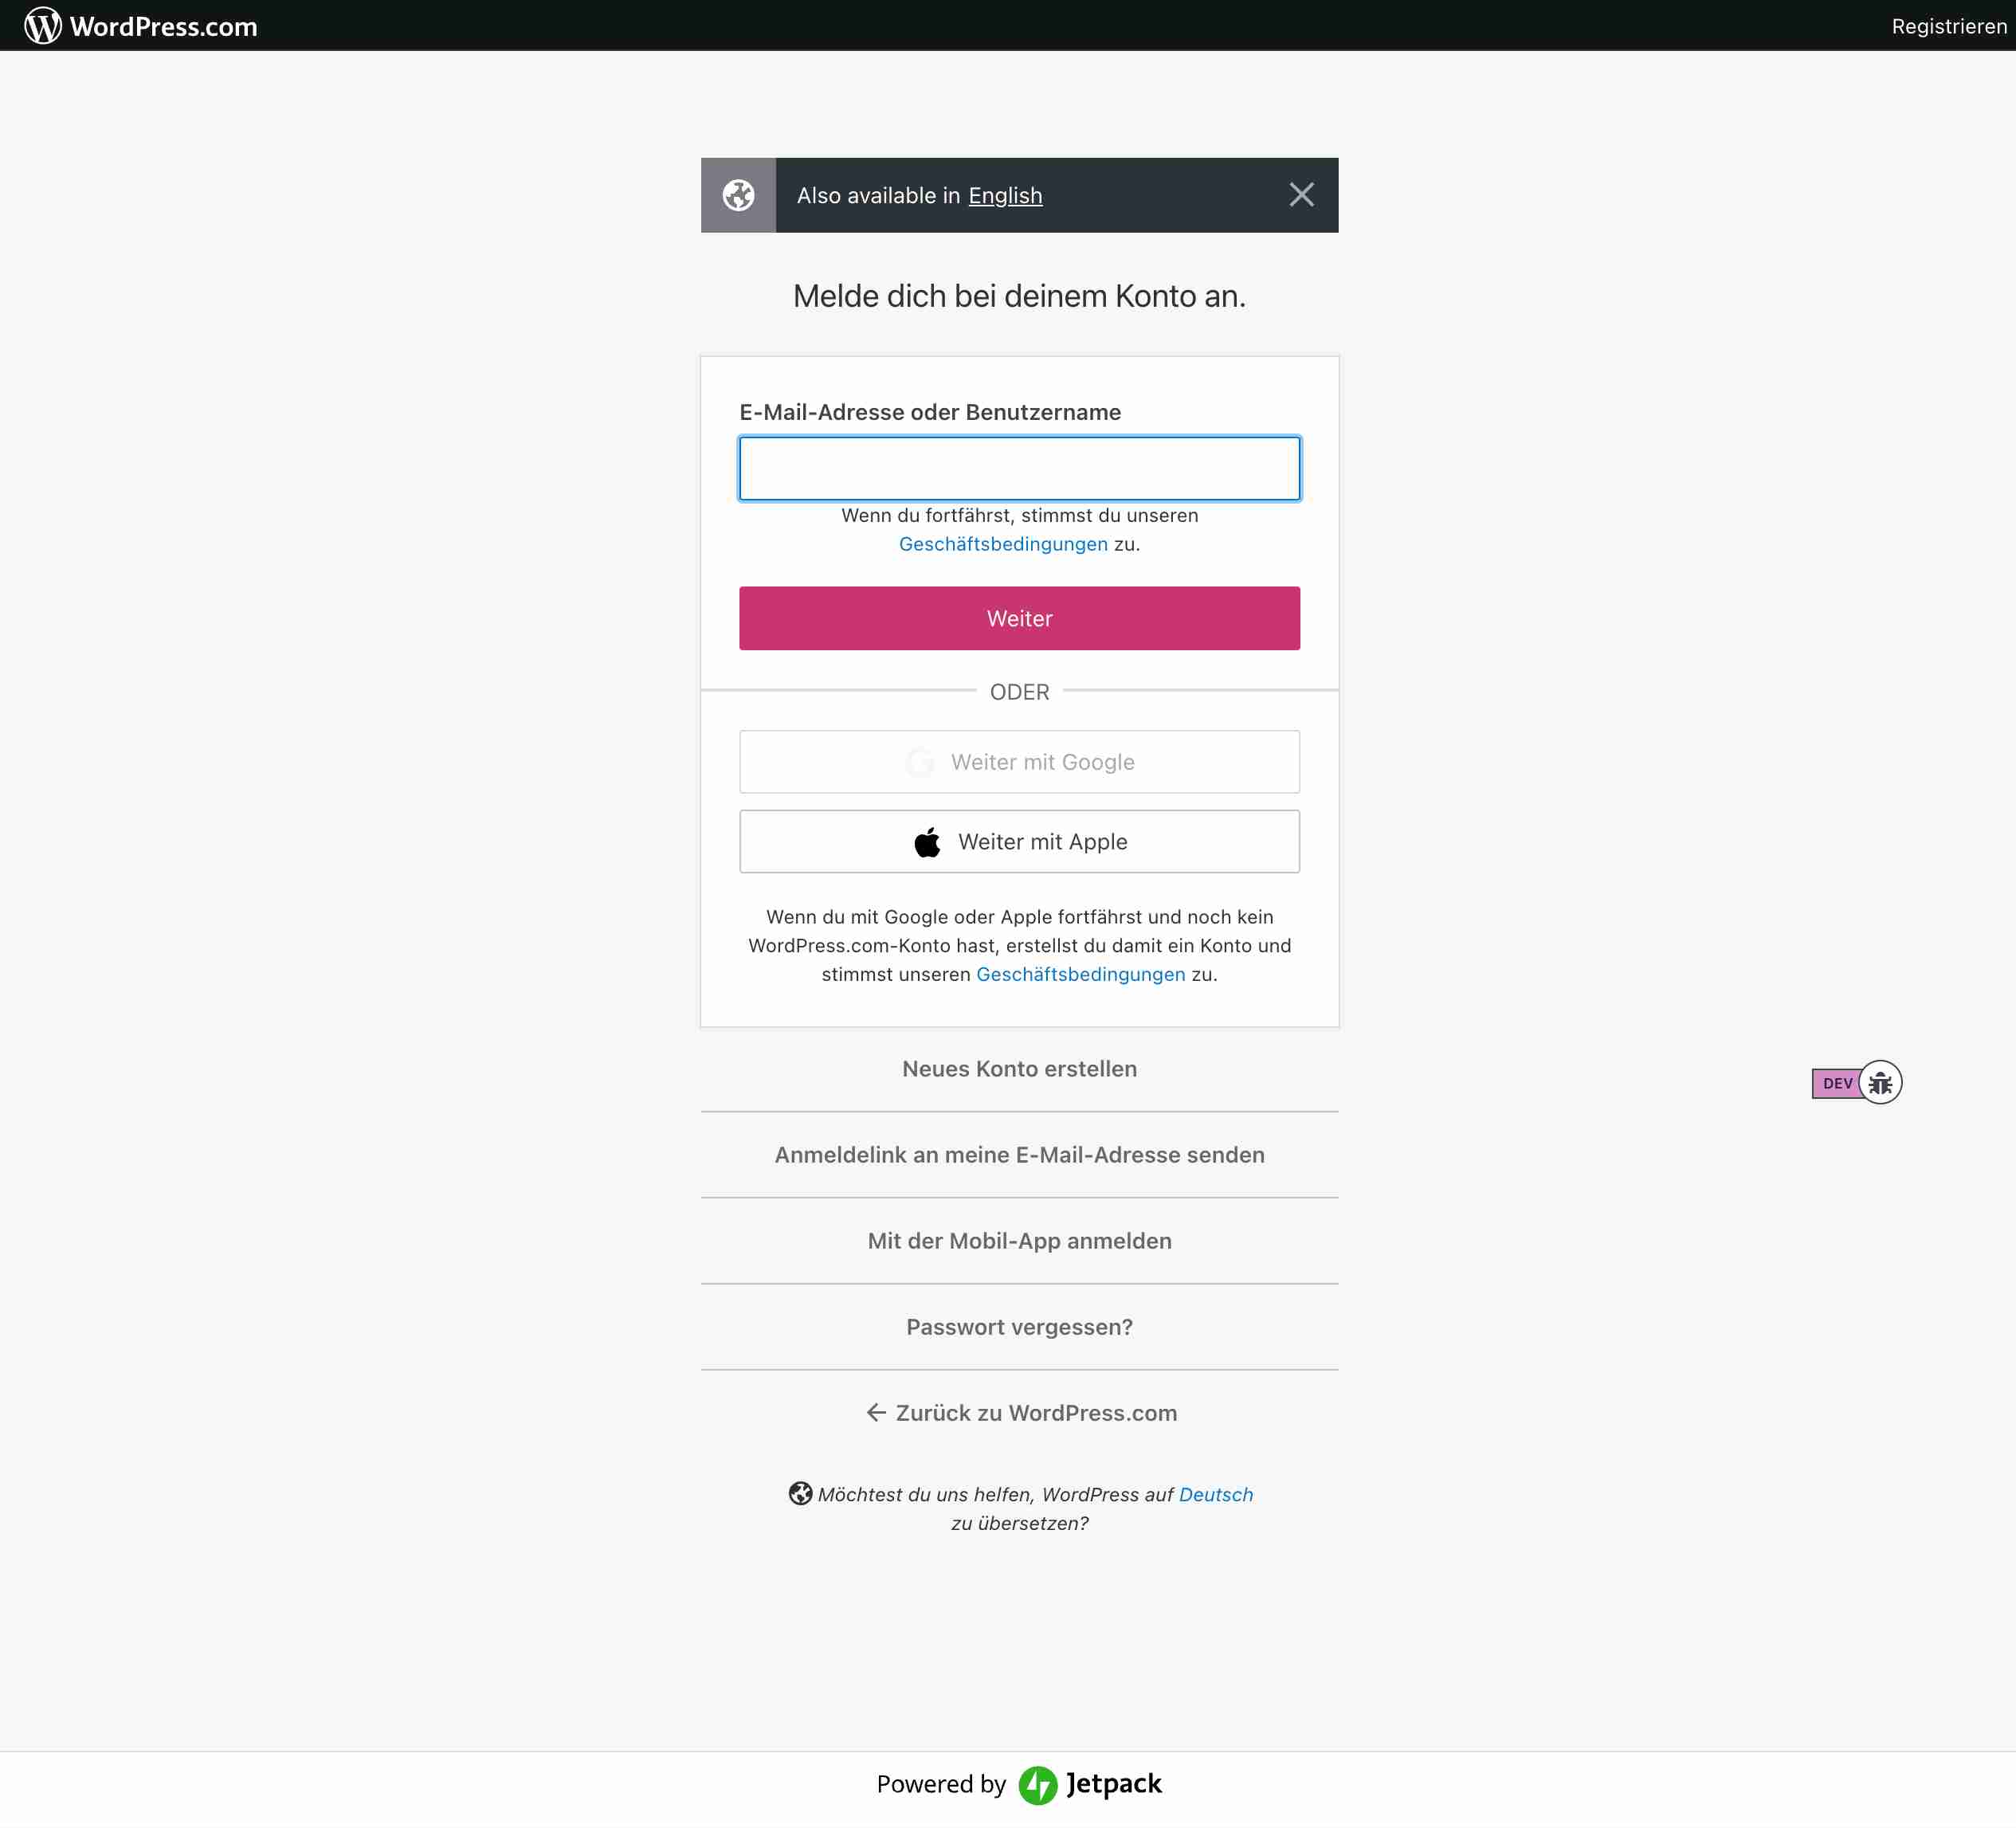 WordPress.com
Registrieren
Also available in English
Melde dich bei deinem Konto an.
E-Mail-Adresse oder Benutzername
Wenn du fortfährst, stimmst du unseren
Geschäftsbedingungen zu.
Weiter
ODER
Weiter mit Google
Weiter mit Apple
Wenn du mit Google oder Apple fortfährst und noch kein
WordPress.com-Konto hast, erstellst du damit ein Konto und
stimmst unseren Geschäftsbedingungen zu.
Neues Konto erstellen
DEV
Anmeldelink an meine E-Mail-Adresse senden
Mit der Mobil-App anmelden
Passwort vergessen?
← Zurück zu WordPress.com
Möchtest du uns helfen, WordPress auf Deutsch
zu übersetzen?
Powered by Jetpack